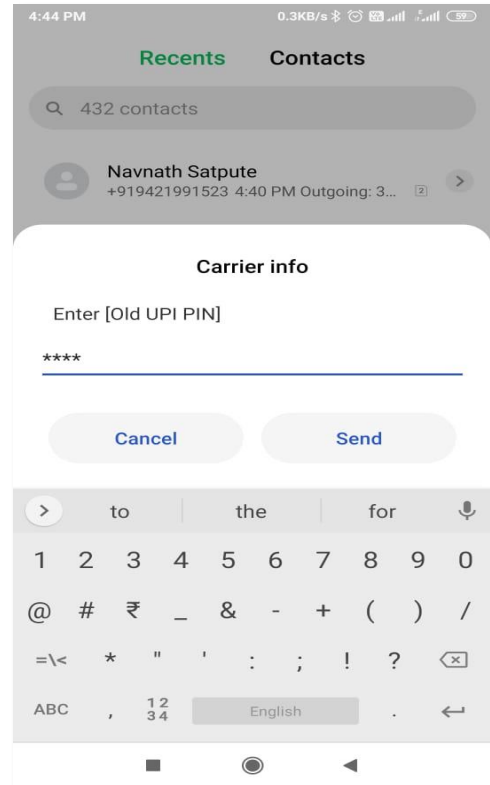 4:44 PM 0.3KB/s 59
Recents Contacts
432 contacts
Navnath Satpute
+919421991523 4:40 PM Outgoing: 3... 2
Carrier info
Enter [Old UPI PIN]
****
Cancel Send
to the for
1 2 3 4 5 6 7 8 9 0
@ # ₹ _ & - + ( ) /
=\< * " ' : ; ! ?
ABC , 12 34 English .